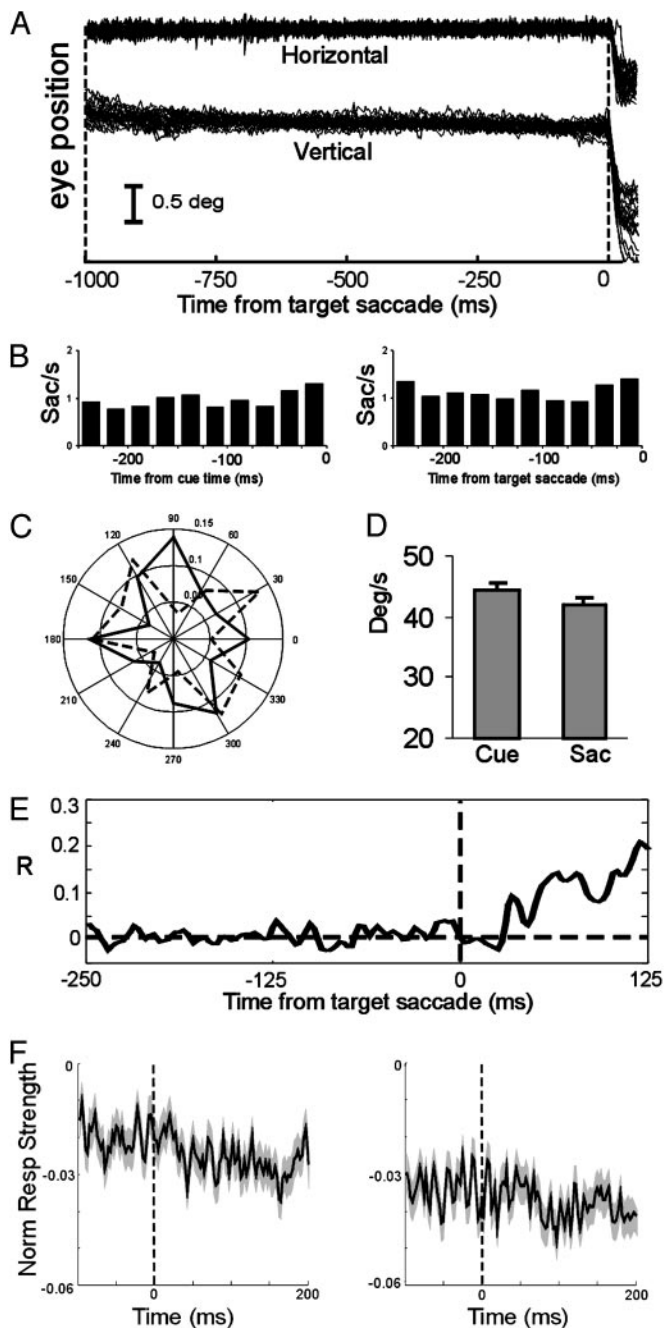 A
eye position
Horizontal
Vertical
0.5 deg
-1000 -750 -500 -250 0
Time from target saccade (ms)
B
Sac/s
2
1
0
-200 -100 0
Time from cue time (ms)
Sac/s
2
1
0
-200 -100 0
Time from target saccade (ms)
C
90
120 0.15 60
150 0.1 30
180 0
210 330
240 300
270
D
Deg/s
50
40
30
20
Cue Sac
E
R
0.3
0.2
0.1
0
-250 -125 0 125
Time from target saccade (ms)
F
Norm Resp Strength
0
-0.03
-0.06
0 200
Time (ms)
0
-0.03
-0.06
0 200
Time (ms)